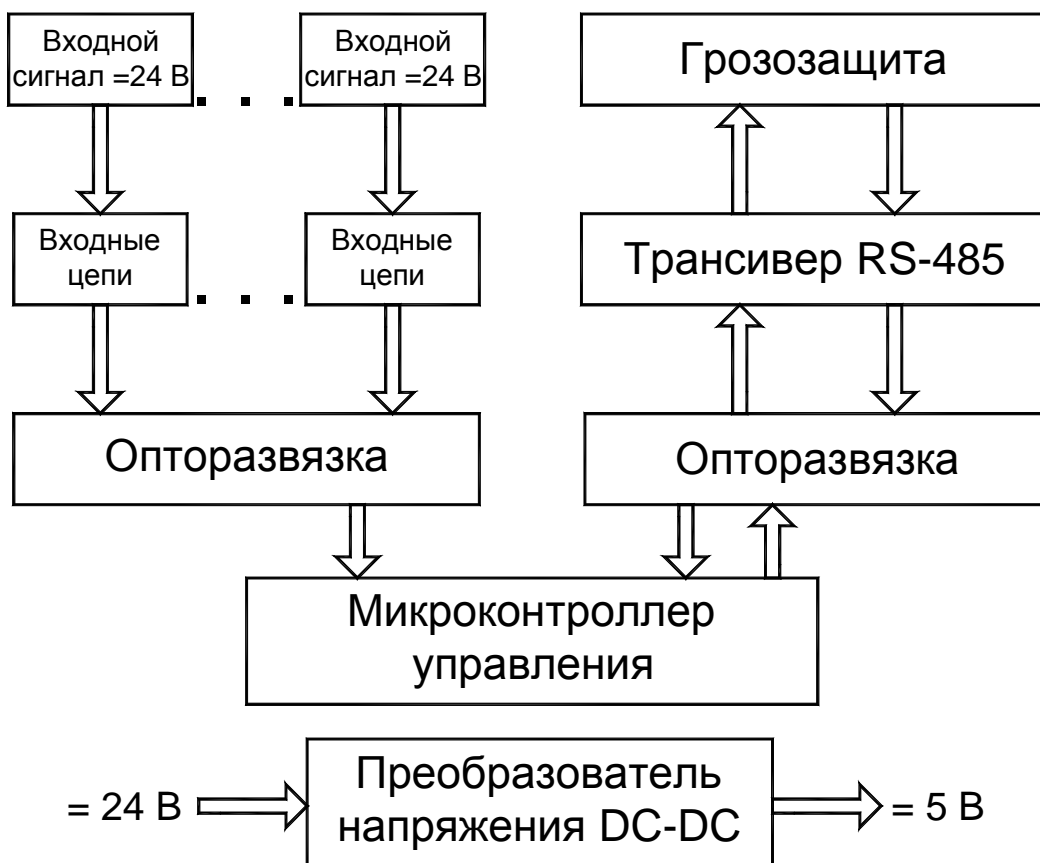 Входной
сигнал =24 В
Входной
сигнал =24 В
Грозозащита
Входные
цепи
Входные
цепи
Трансивер RS-485
Опторазвязка
Опторазвязка
Микроконтроллер
управления
= 24 В
Преобразователь
напряжения DC-DC
= 5 В